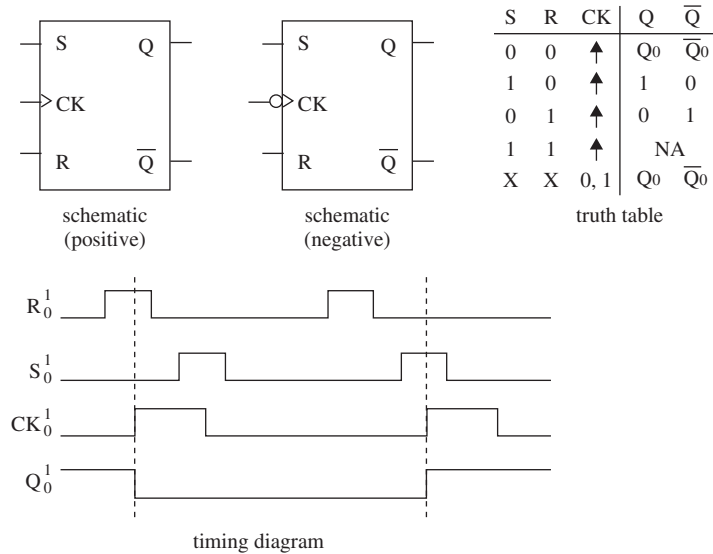 S Q
CK
R Q̅
schematic
(positive)
S Q
CK
R Q̅
schematic
(negative)
S R CK Q Q̅
0 0 ↑ Q0 Q̅0
1 0 ↑ 1 0
0 1 ↑ 0 1
1 1 ↑ NA
X X 0, 1 Q0 Q̅0
truth table
R 1 0
S 1 0
CK 1 0
Q 1 0
timing diagram